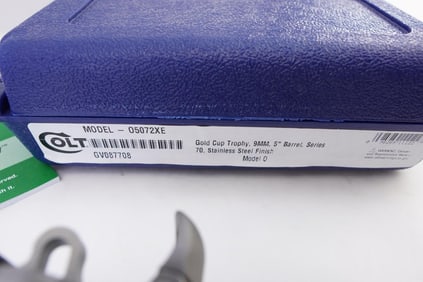 MODEL - O5072XE
COLT
GV087708
Gold Cup Trophy, 9MM, 5" Barrel, Series
70, Stainless Steel Finish
Model O